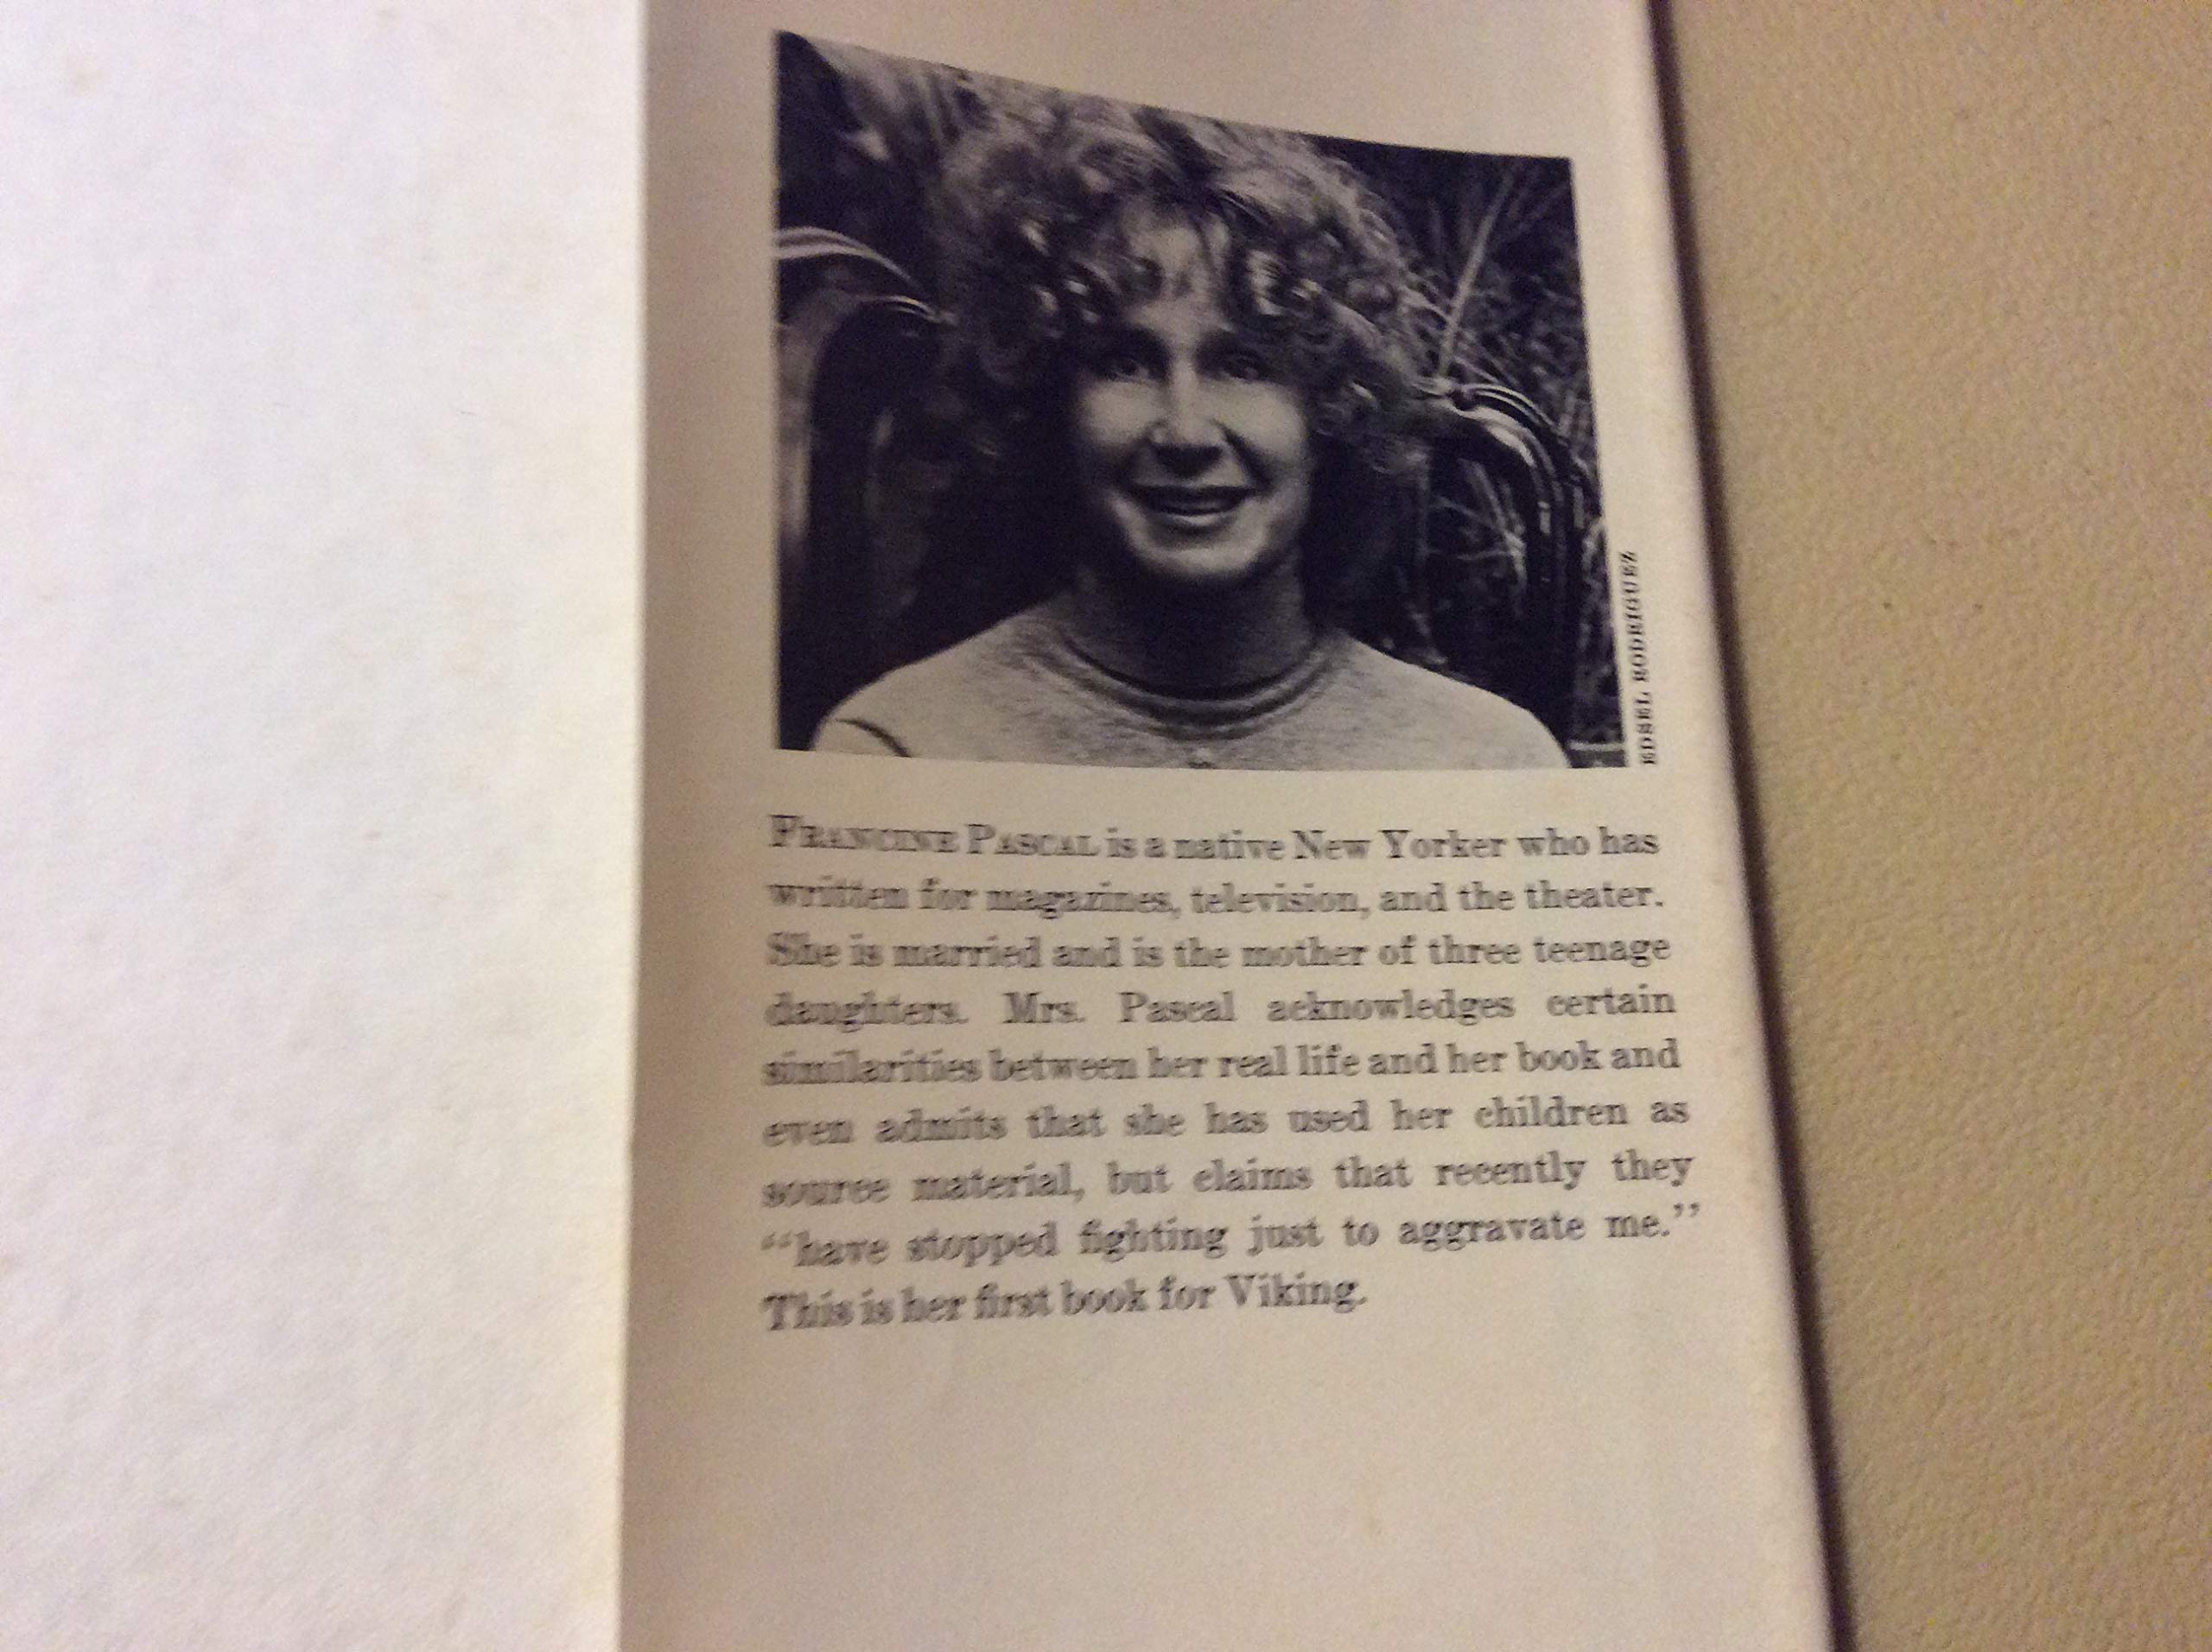 EDSEL RODRIGUEZ
FRANCINE PASCAL is a native New Yorker who has
written for magazines, television, and the theater.
She is married and is the mother of three teenage
daughters. Mrs. Pascal acknowledges certain
similarities between her real life and her book and
even admits that she has used her children as
source material, but claims that recently they
“have stopped fighting just to aggravate me.”
This is her first book for Viking.